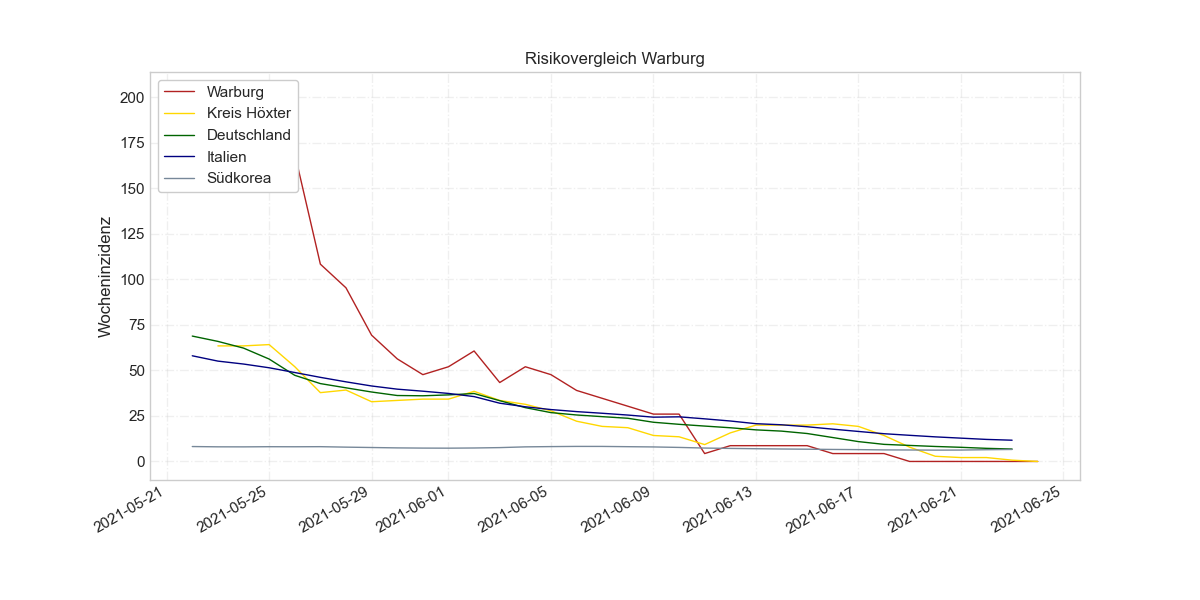 Risikovergleich Warburg
Warburg
Kreis Höxter
Deutschland
Italien
Südkorea
Wocheninzidenz
200
175
150
125
100
75
50
25
0
2021-05-21
2021-05-25
2021-05-29
2021-06-01
2021-06-05
2021-06-09
2021-06-13
2021-06-17
2021-06-21
2021-06-25